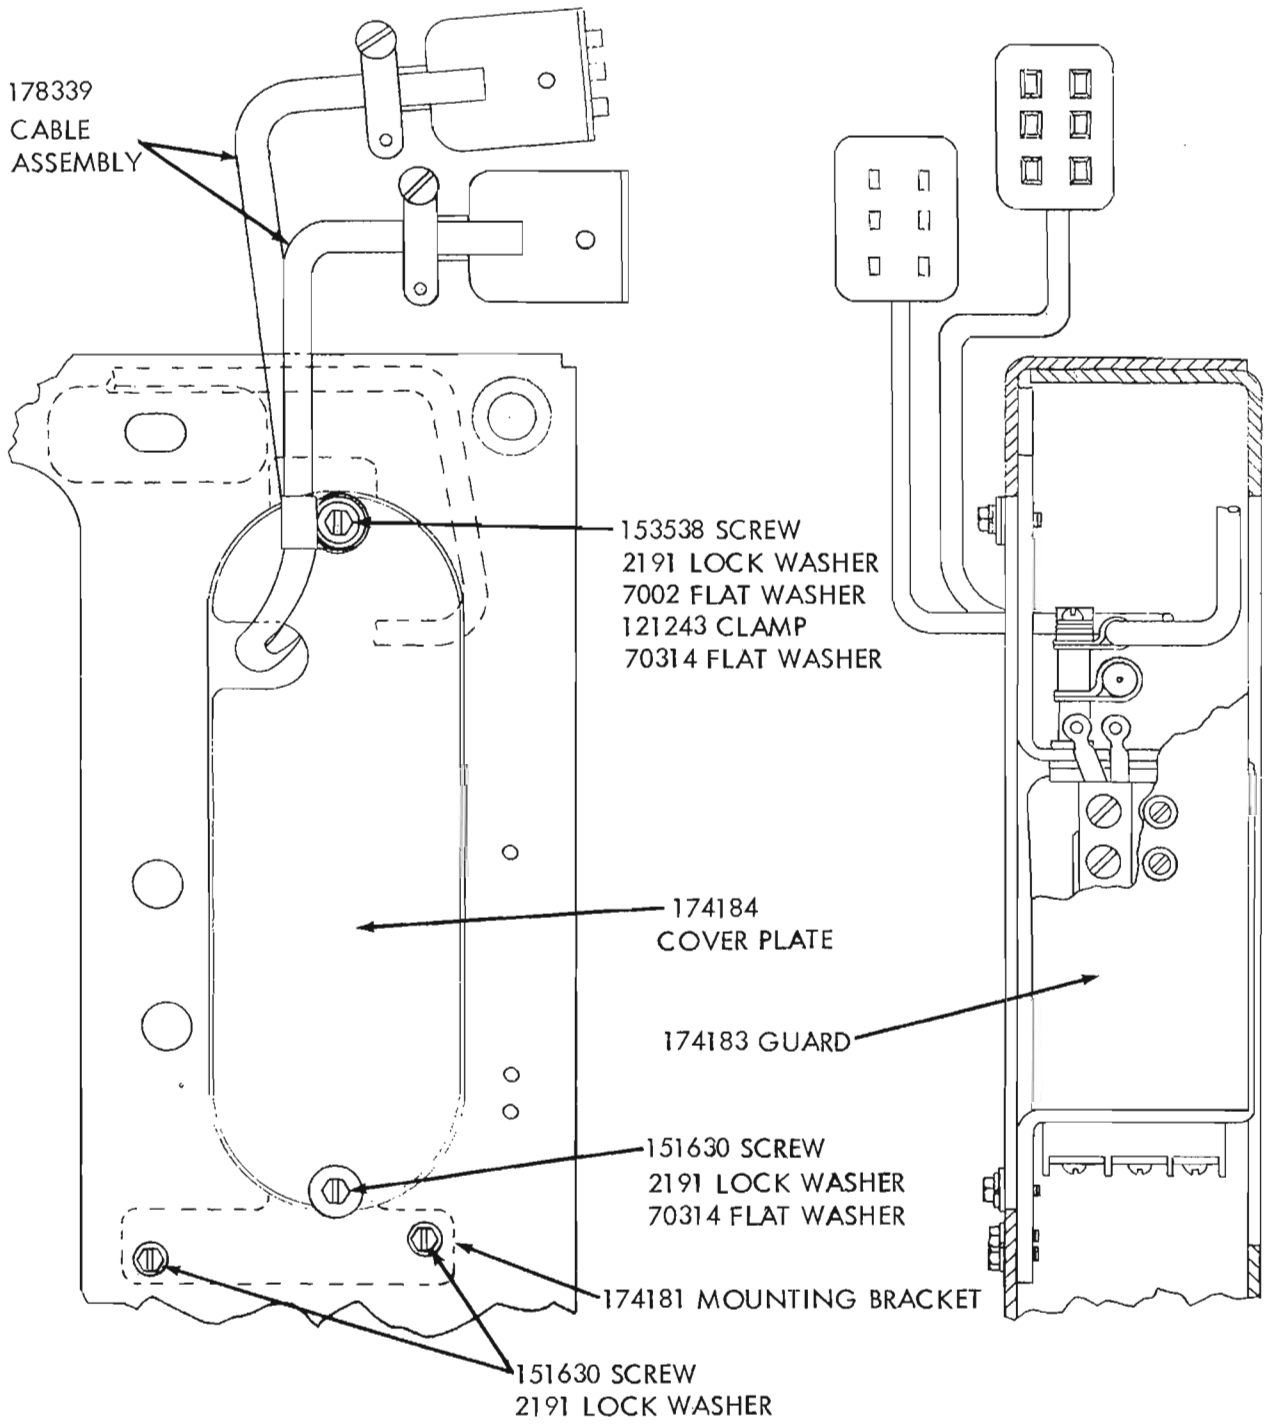 178339
CABLE
ASSEMBLY
153538 SCREW
2191 LOCK WASHER
7002 FLAT WASHER
121243 CLAMP
70314 FLAT WASHER
174184
COVER PLATE
174183 GUARD
151630 SCREW
2191 LOCK WASHER
70314 FLAT WASHER
174181 MOUNTING BRACKET
151630 SCREW
2191 LOCK WASHER